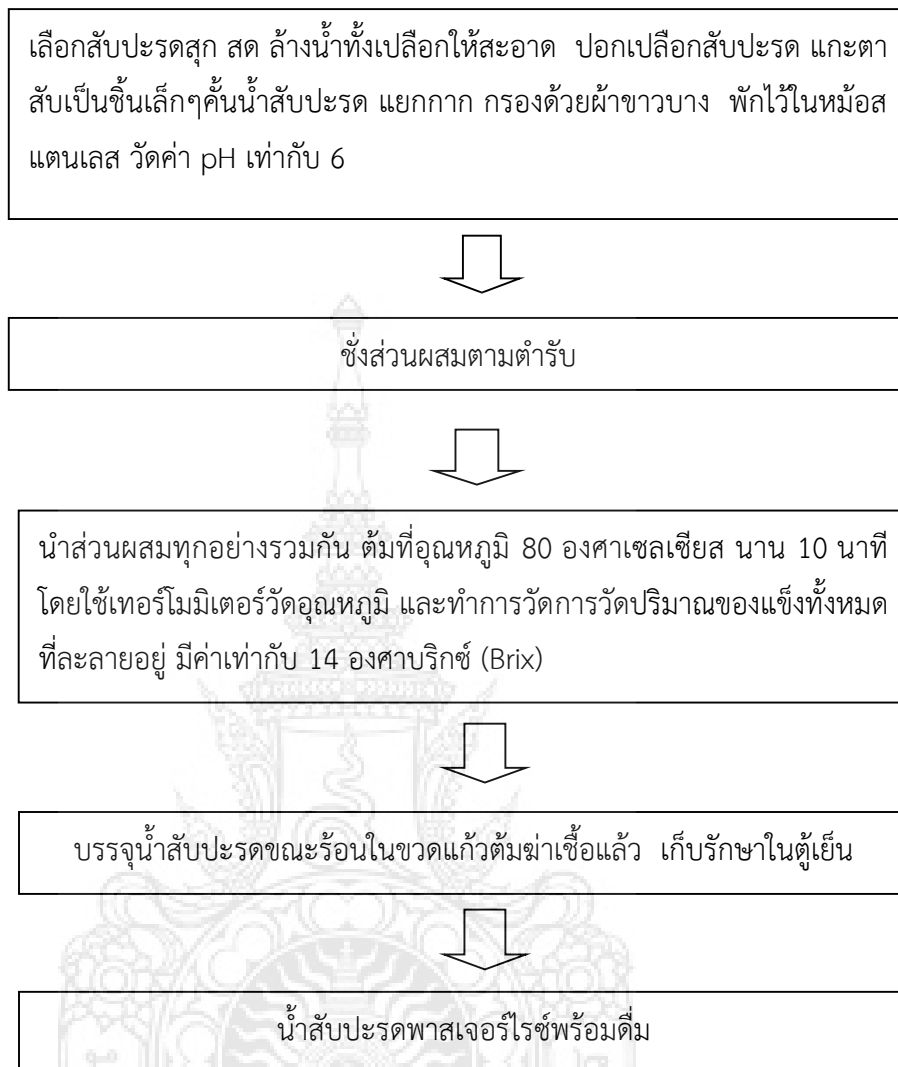 เลือกสับปะรดสุก สด ล้างน้ำทั้งเปลือกให้สะอาด ปอกเปลือกสับปะรด แกะตา
สับเป็นชิ้นเล็กๆคั้นน้ำสับปะรด แยกกาก กรองด้วยผ้าขาวบาง พักไว้ในหม้อส
แตนเลส วัดค่า pH เท่ากับ 6
ชั่งส่วนผสมตามตำรับ
นำส่วนผสมทุกอย่างรวมกัน ต้มที่อุณหภูมิ 80 องศาเซลเซียส นาน 10 นาที
โดยใช้เทอร์โมมิเตอร์วัดอุณหภูมิ และทำการวัดการวัดปริมาณของแข็งทั้งหมด
ที่ละลายอยู่ มีค่าเท่ากับ 14 องศาบริกซ์ (Brix)
บรรจุน้ำสับปะรดขณะร้อนในขวดแก้วต้มฆ่าเชื้อแล้ว เก็บรักษาในตู้เย็น
น้ำสับปะรดพาสเจอร์ไรซ์พร้อมดื่ม